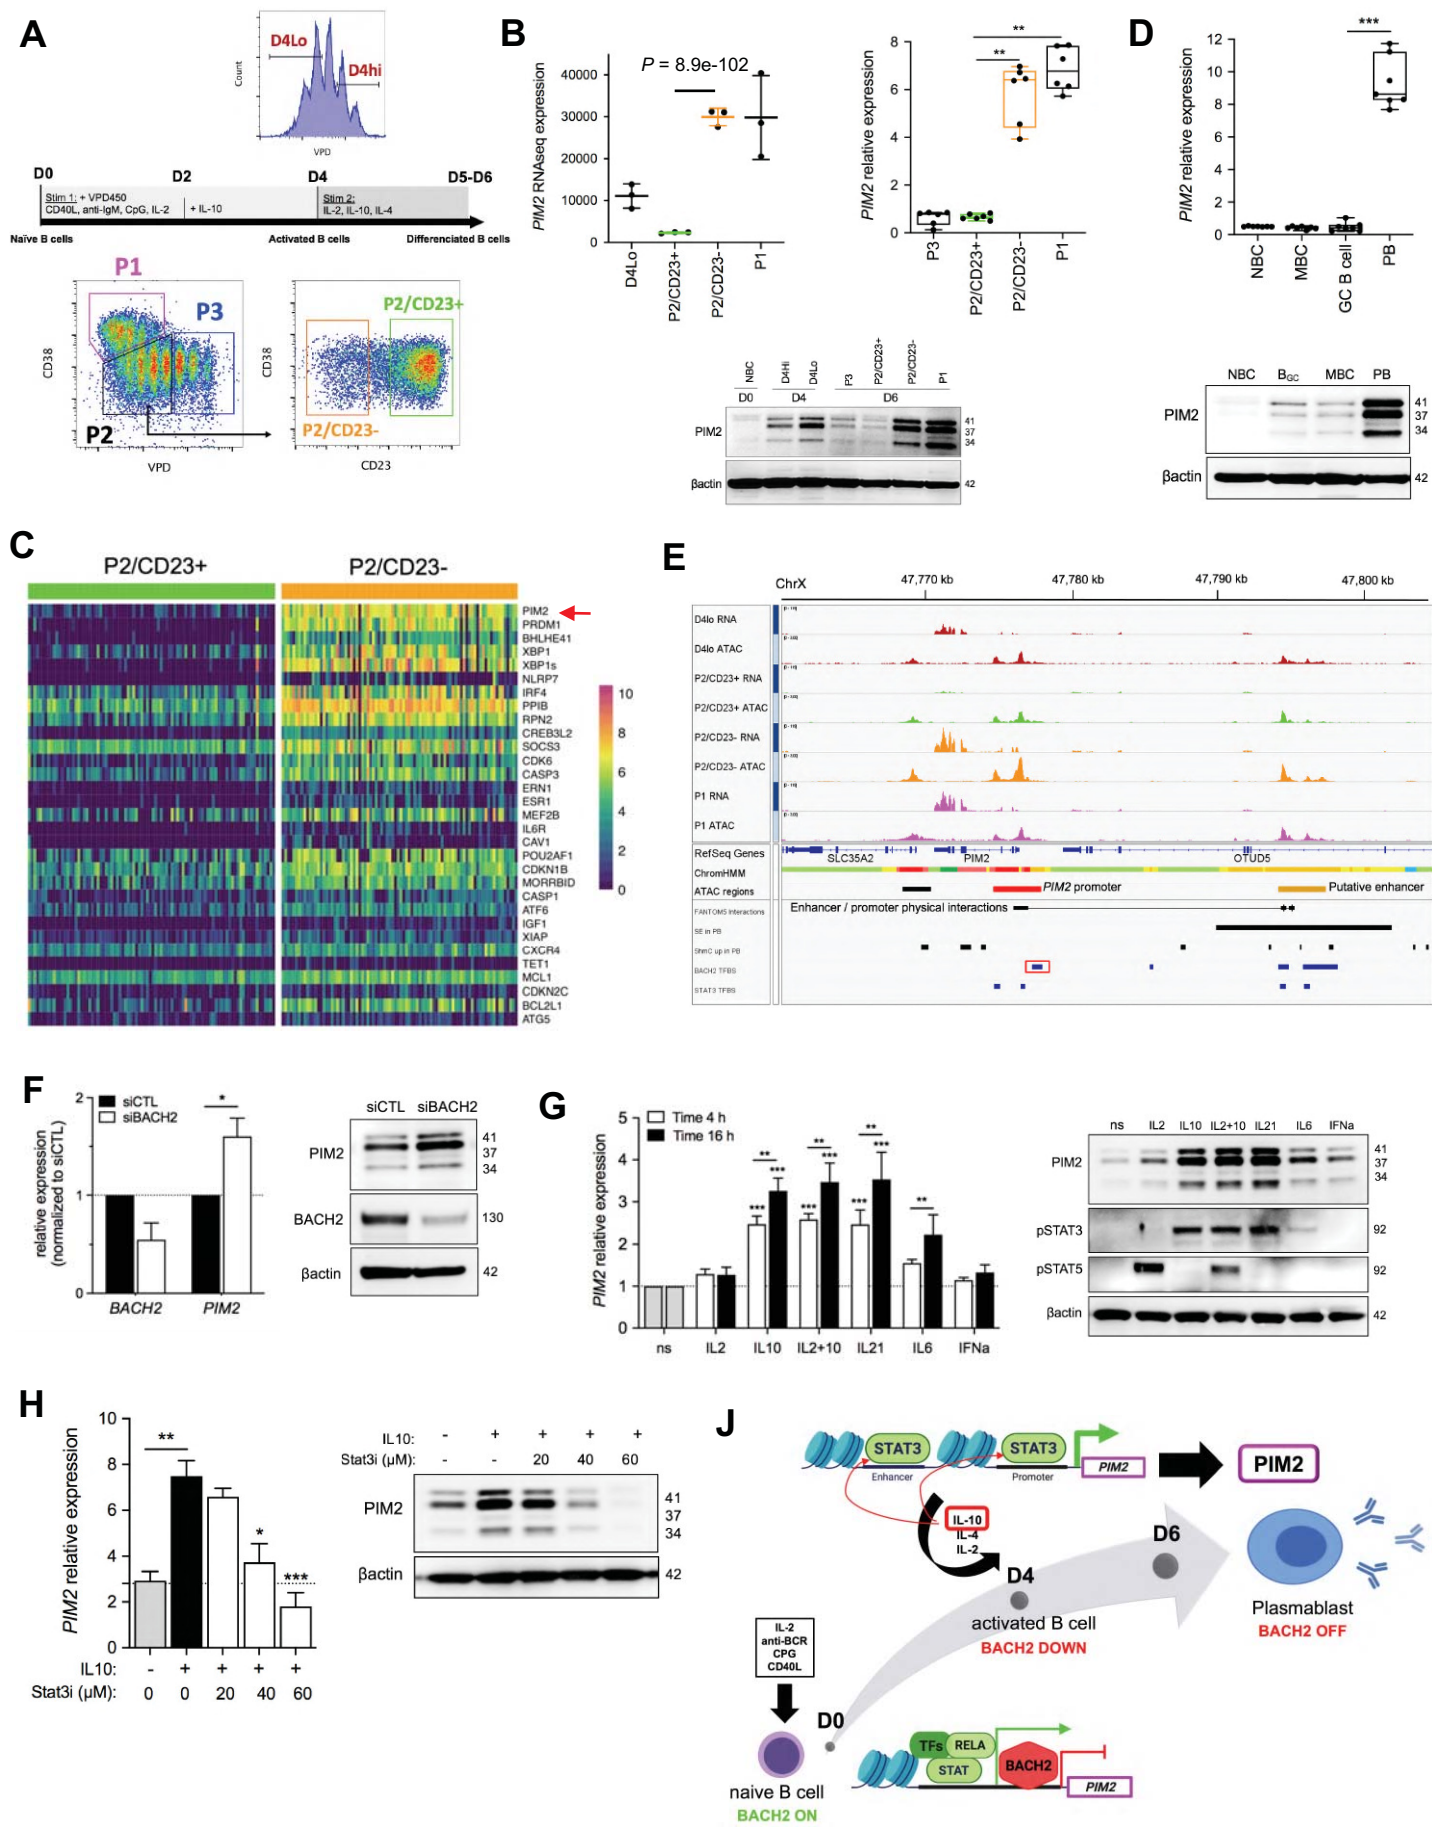 A
D4Lo
D4hi
Count
VPD
D0
D2
D4
D5-D6
Stim 1: + VPD450
CD40L, anti-IgM, CpG, IL-2
+ IL-10
Stim 2:
IL-2, IL-10, IL-4
Naïve B cells
Activated B cells
Differenciated B cells
P1
P3
P2
CD38
VPD
P2/CD23+
P2/CD23-
CD38
CD23
B
P = 8.9e-102
PIM2 RNAseq expression
40000
30000
20000
10000
0
D4Lo
P2/CD23+
P2/CD23-
P1
**
**
PIM2 relative expression
8
6
4
2
0
P3
P2/CD23+
P2/CD23-
P1
NBC
D4Hi
D4Lo
P3
P2/CD23+
P2/CD23-
P1
D0
D4
D6
PIM2
41
37
34
βactin
42
D
***
PIM2 relative expression
12
10
8
6
4
2
0
NBC
MBC
GC B cell
PB
NBC BGC MBC PB
PIM2
41
37
34
βactin
42
C
P2/CD23+
P2/CD23-
PIM2
PRDM1
BHLHE41
XBP1
XBP1s
NLRP7
IRF4
PPIB
RPN2
CREB3L2
SOCS3
CDK6
CASP3
ERN1
ESR1
MEF2B
IL6R
CAV1
POU2AF1
CDKN1B
MORRBID
CASP1
ATF6
IGF1
XIAP
CXCR4
TET1
MCL1
CDKN2C
BCL2L1
ATG5
10
8
6
4
2
0
E
ChrX
47,770 kb
47,780 kb
47,790 kb
47,800 kb
D4lo RNA
D4lo ATAC
P2/CD23+ RNA
P2/CD23+ ATAC
P2/CD23- RNA
P2/CD23- ATAC
P1 RNA
P1 ATAC
RefSeq Genes
SLC35A2
PIM2
OTUD5
ChromHMM
ATAC regions
PIM2 promoter
Putative enhancer
FANTOM5 Interactions
Enhancer / promoter physical interactions
SE in PB
5hmC up in PB
BACH2 TFBS
STAT3 TFBS
F
relative expression
(normalized to siCTL)
2
1
0
siCTL
siBACH2
*
BACH2
PIM2
siCTL siBACH2
PIM2
41
37
34
BACH2
130
βactin
42
G
PIM2 relative expression
5
4
3
2
1
0
Time 4 h
Time 16 h
**
***
***
**
***
***
**
***
***
**
ns
IL2
IL10
IL2+10
IL21
IL6
IFNa
ns IL2 IL10 IL2+10 IL21 IL6 IFNa
PIM2
41
37
34
pSTAT3
92
pSTAT5
92
βactin
42
H
PIM2 relative expression
10
8
6
4
2
0
**
*
***
IL10: - + + + +
Stat3i (µM): 0 0 20 40 60
IL10: - + + + +
Stat3i (µM): - - 20 40 60
PIM2
41
37
34
βactin
42
J
STAT3
STAT3
Enhancer
Promoter
PIM2
PIM2
IL-10
IL-4
IL-2
D4
activated B cell
BACH2 DOWN
D6
Plasmablast
BACH2 OFF
IL-2
anti-BCR
CPG
CD40L
D0
naive B cell
BACH2 ON
TFs
RELA
STAT
BACH2
PIM2